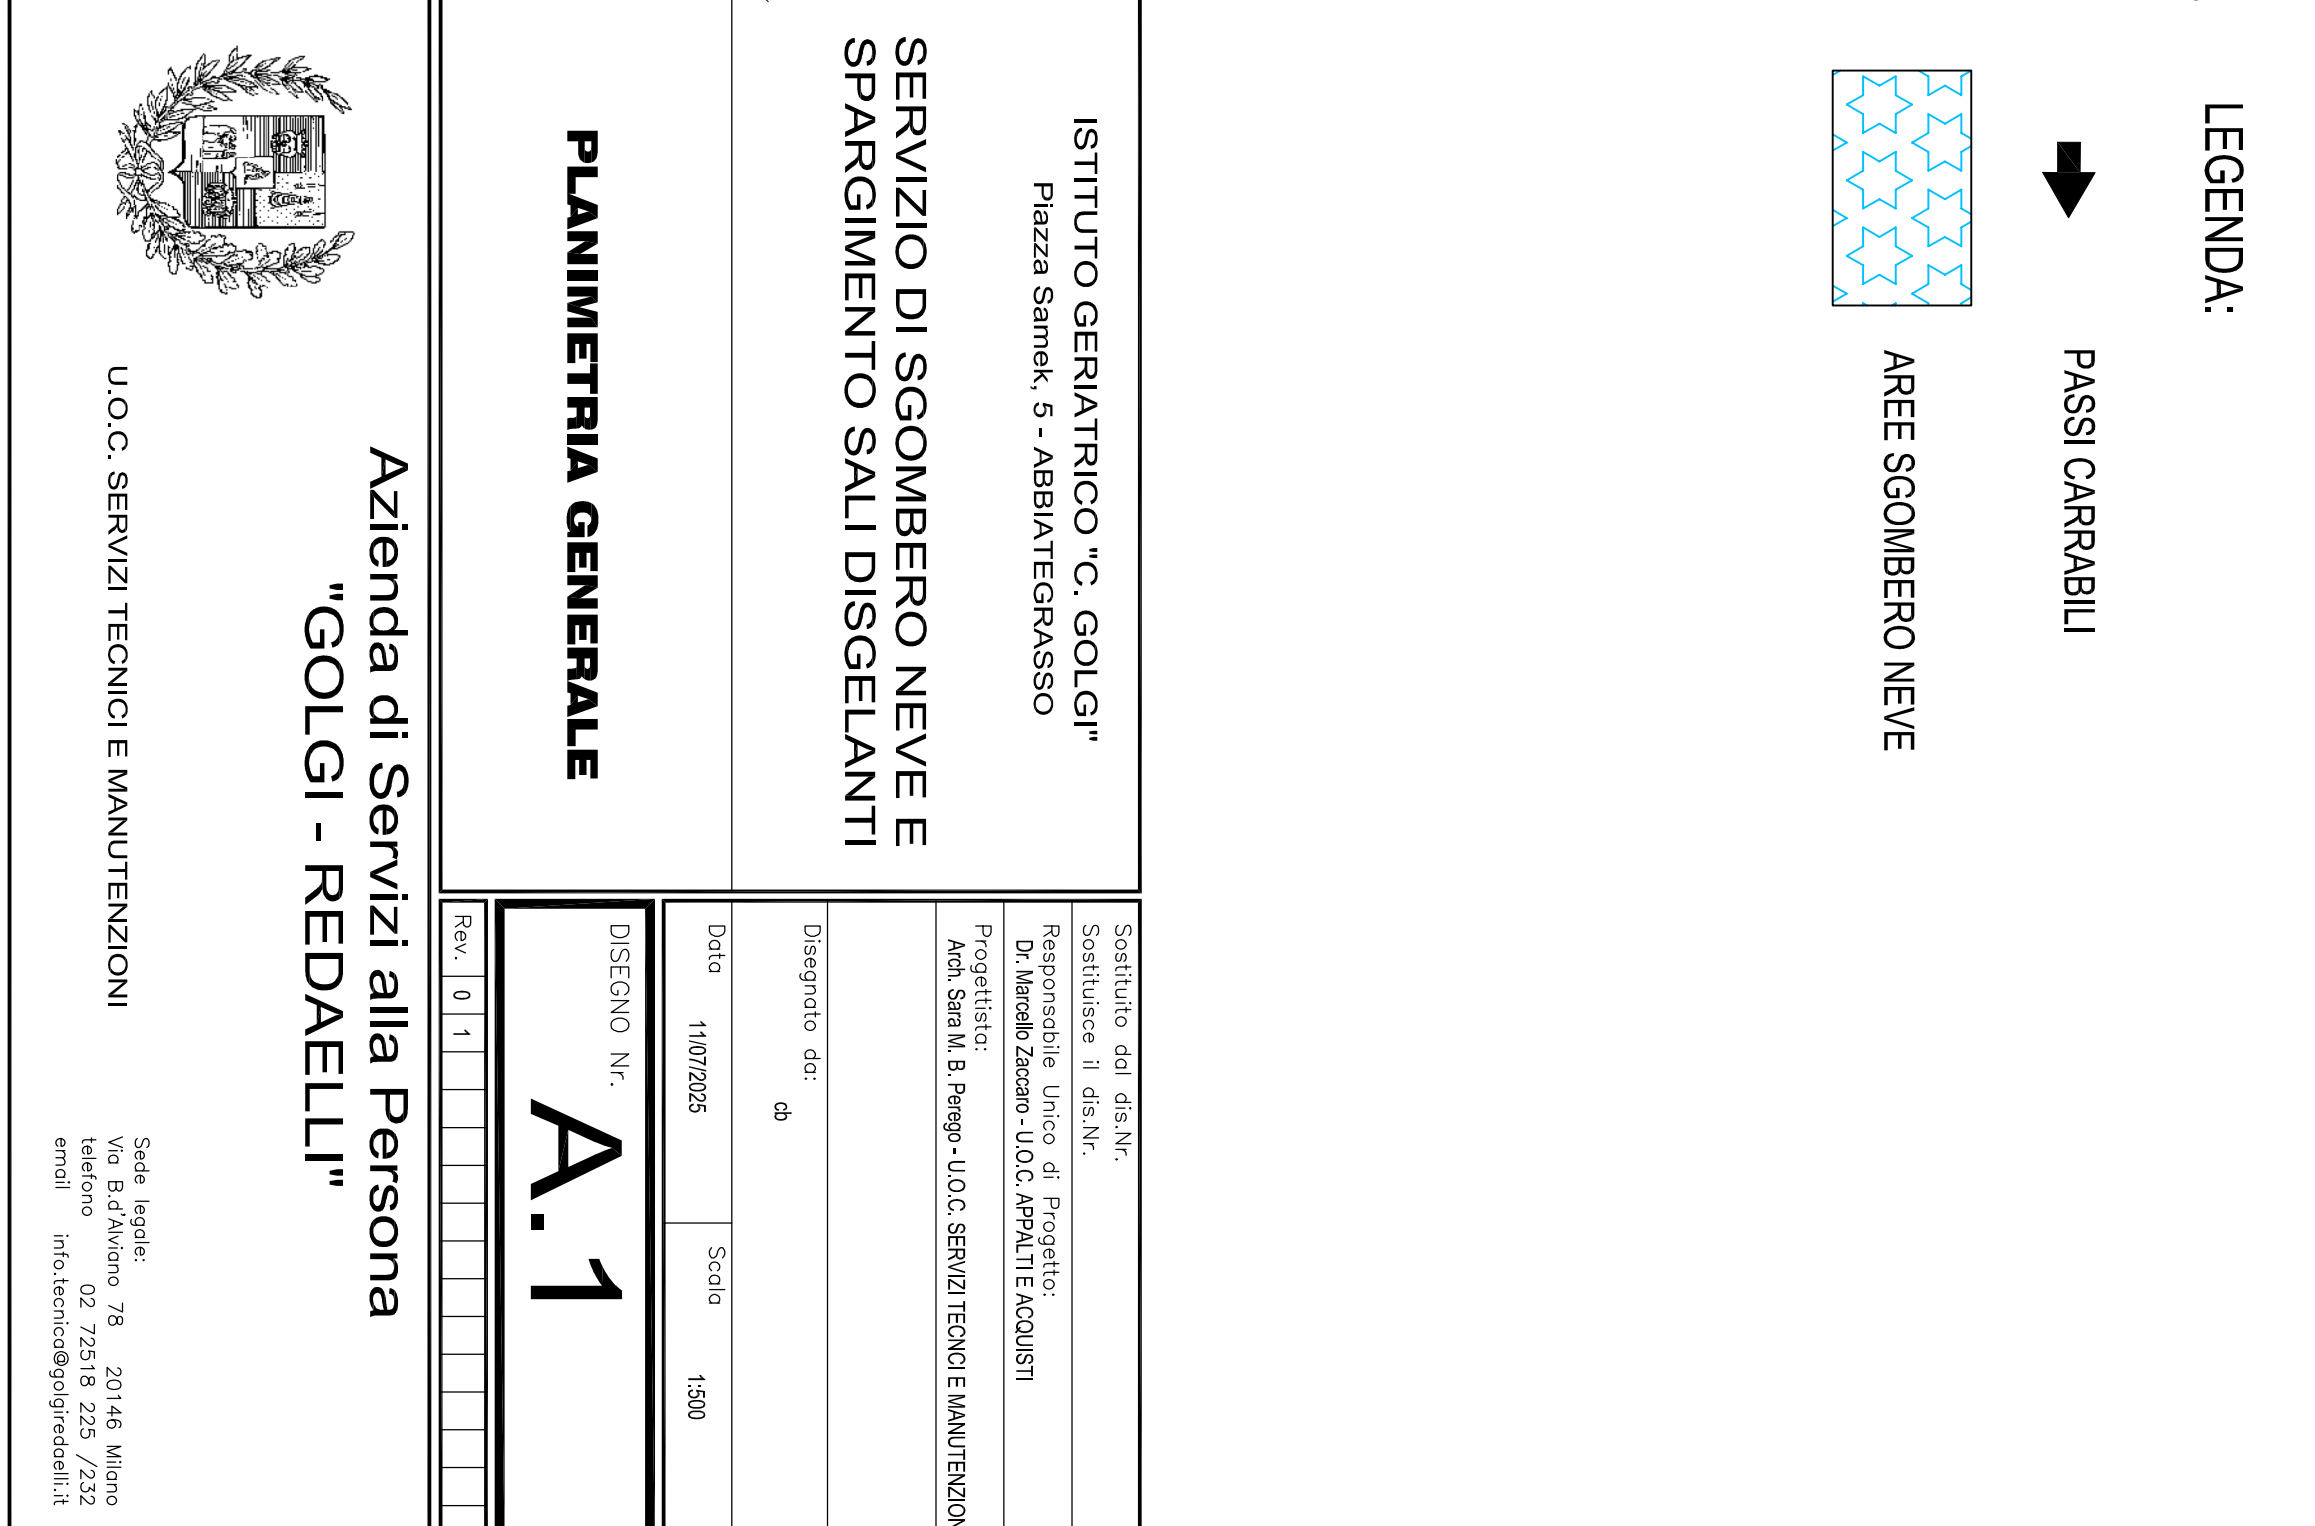 LEGENDA:
PASSI CARRABILI
AREE SGOMBERO NEVE
ISTITUTO GERIATRICO "C. GOLGI"
Piazza Samek, 5 - ABBIATEGRASSO
SERVIZIO DI SGOMBERO NEVE E
SPARGIMENTO SALI DISGELANTI
PLANIMETRIA GENERALE
Sostituito dal dis.Nr.
Sostituisce il dis.Nr.
Responsabile Unico di Progetto:
Dr. Marcello Zaccaro - U.O.C. APPALTI E ACQUISTI
Progettista:
Arch. Sara M. B. Perego - U.O.C. SERVIZI TECNCI E MANUTENZION
Disegnato da:
cb
Data
11/07/2025
Scala
1:500
DISEGNO Nr.
A.1
Rev. 0 1
Azienda di Servizi alla Persona
"GOLGI - REDAELLI"
U.O.C. SERVIZI TECNICI E MANUTENZIONI
Sede legale:
Via B.d'Alviano 78 20146 Milano
telefono 02 72518 225 /232
email info.tecnica@golgiredaelli.it